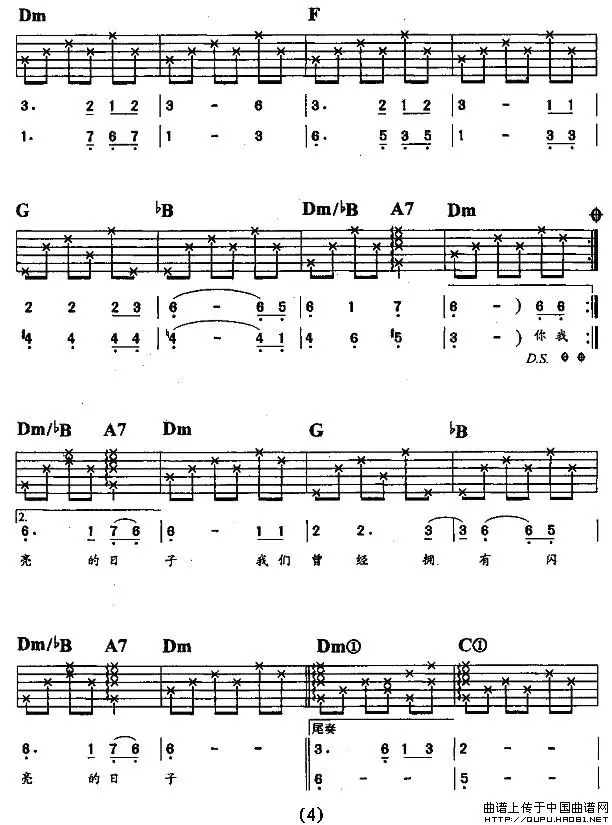 Dm F
3. 2 1 2 3 - 6 3. 2 1 2 3 - 1 1
1. 7 6 7 1 - 3 6. 5 3 5 1 - 3 3
G ♭B Dm/♭B A7 Dm
2 2 2 3 6 - 6 5 6 1 7 6 - ) 6 6
♯4 4 4 4 ♮4 - 4 1 4 6 ♯5 3 - ) 你我
D.S.
Dm/♭B A7 Dm G ♭B
2.
6. 1 7 6 6 - 1 1 2 2. 3 3 6 6 5
亮 的日 子 我们 曾 经 拥 有 闪
Dm/♭B A7 Dm Dm① C①
尾奏
6. 1 7 6 6 - - 3. 6 1 3 2 - -
亮 的日 子 6 - - 5 - -
(4)
曲谱上传于中国曲谱网
HTTP://QUPU.HAO81.NET